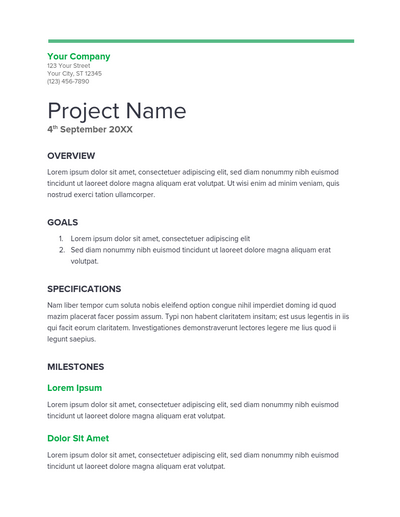 Your Company
123 Your Street
Your City, ST 12345
(123) 456-7890
Project Name
4th September 20XX
OVERVIEW
Lorem ipsum dolor sit amet, consectetuer adipiscing elit, sed diam nonummy nibh euismod
tincidunt ut laoreet dolore magna aliquam erat volutpat. Ut wisi enim ad minim veniam, quis
nostrud exerci tation ullamcorper.
GOALS
1. Lorem ipsum dolor sit amet, consectetuer adipiscing elit
2. Sed diam nonummy nibh euismod tincidunt ut laoreet dolore magna aliquam erat
volutpat.
SPECIFICATIONS
Nam liber tempor cum soluta nobis eleifend option congue nihil imperdiet doming id quod
mazim placerat facer possim assum. Typi non habent claritatem insitam; est usus legentis in iis
qui facit eorum claritatem. Investigationes demonstraverunt lectores legere me lius quod ii
legunt saepius.
MILESTONES
Lorem Ipsum
Lorem ipsum dolor sit amet, consectetuer adipiscing elit, sed diam nonummy nibh euismod
tincidunt ut laoreet dolore magna aliquam erat volutpat.
Dolor Sit Amet
Lorem ipsum dolor sit amet, consectetuer adipiscing elit, sed diam nonummy nibh euismod
tincidunt ut laoreet dolore magna aliquam erat volutpat.